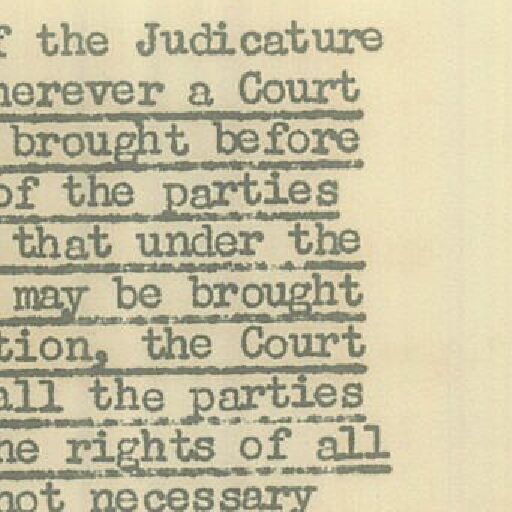 f the Judicature
herever a Court
brought before
of the parties
that under the
may be brought
tion, the Court
all the parties
he rights of all
not necessary